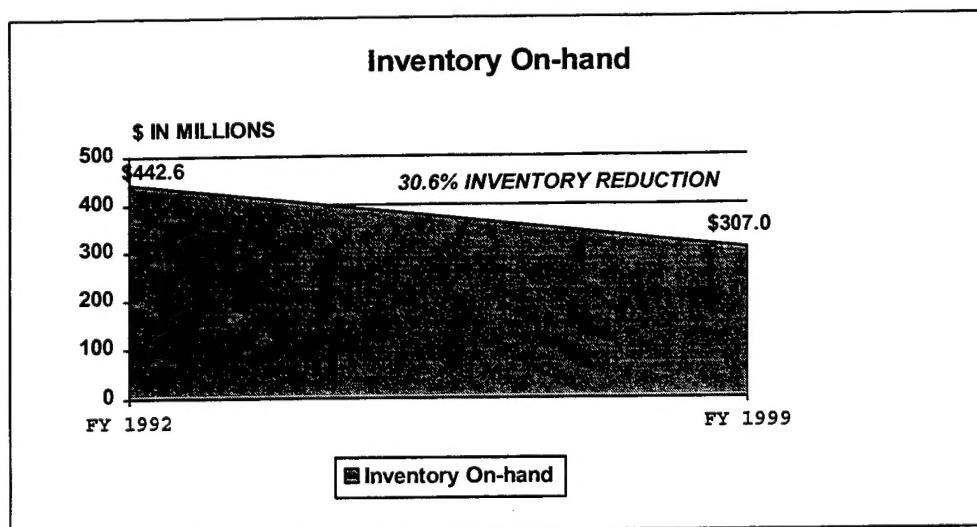 Inventory On-hand
$ IN MILLIONS
500
$442.6
30.6% INVENTORY REDUCTION
400
$307.0
300
200
100
0
FY 1992
FY 1999
Inventory On-hand